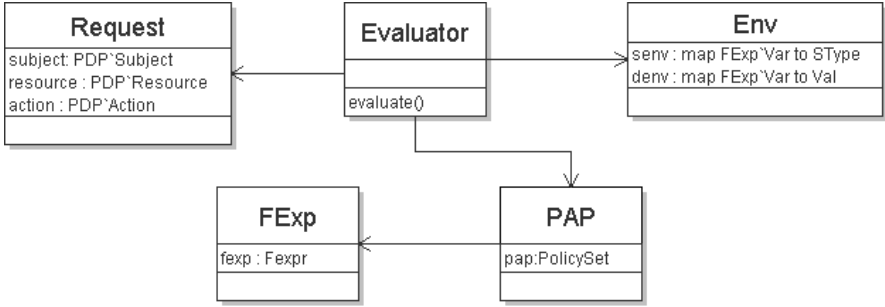 Request
subject: PDP`Subject
resource : PDP`Resource
action : PDP`Action
Evaluator
evaluate()
Env
senv : map FExp`Var to SType
denv : map FExp`Var to Val
FExp
fexp : Fexpr
PAP
pap:PolicySet